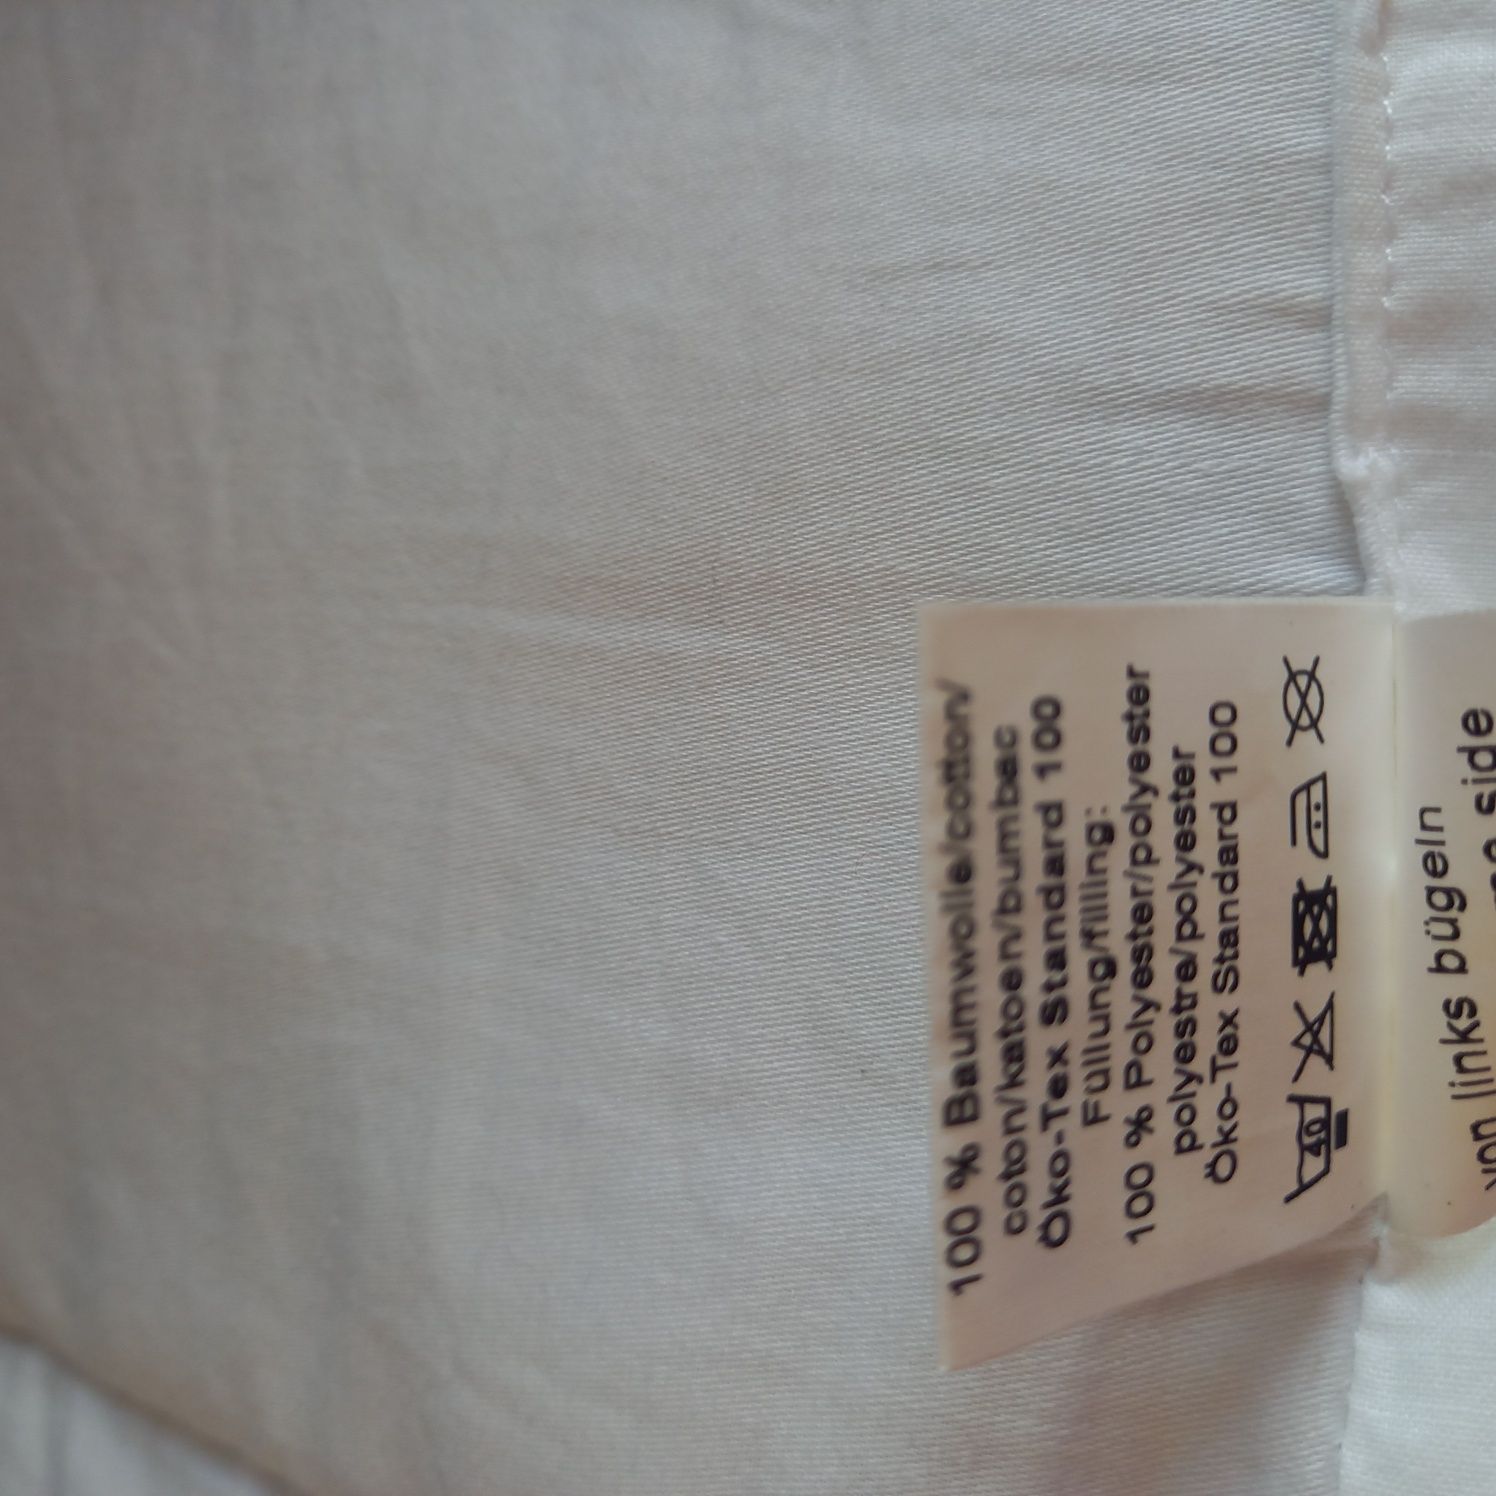 100 % Baumwolle/cotton/
coton/katoen/bumbac
Öko-Tex Standard 100
Füllung/filling:
100 % Polyester/polyester
polyestre/polyester
Öko-Tex Standard 100
40
von links bügeln
side